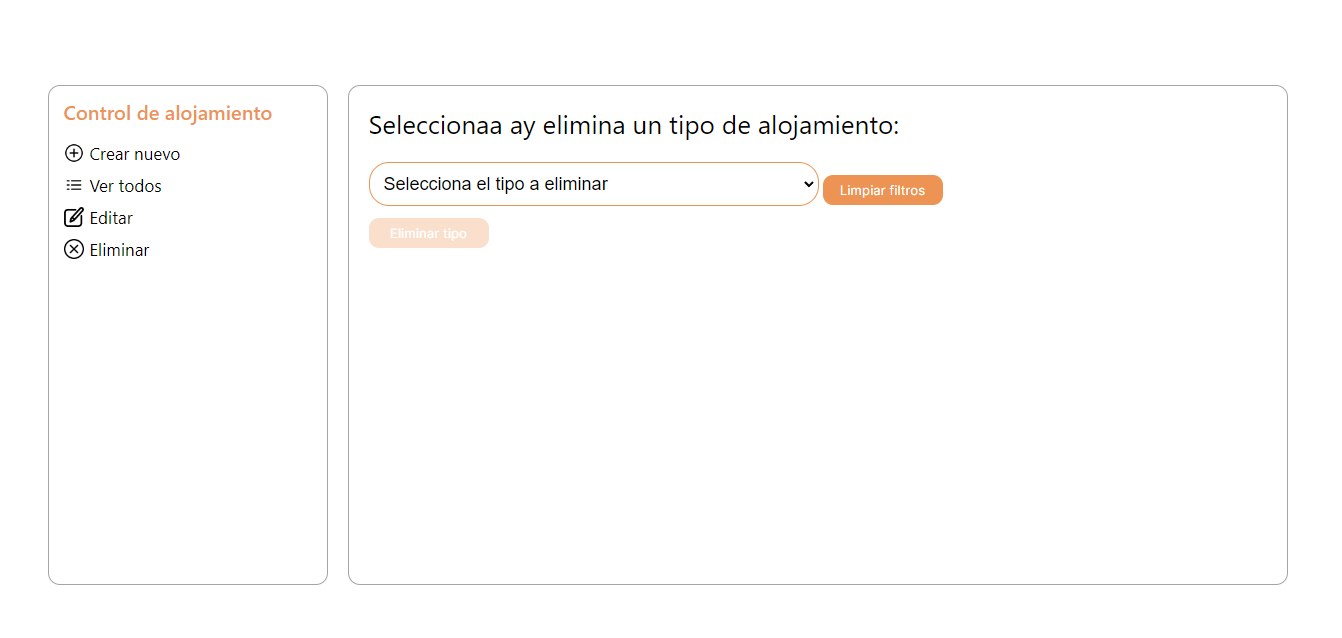 Control de alojamiento
Crear nuevo
Ver todos
Editar
Eliminar
Seleccionaa ay elimina un tipo de alojamiento:
Selecciona el tipo a eliminar
Limpiar filtros
Eliminar tipo